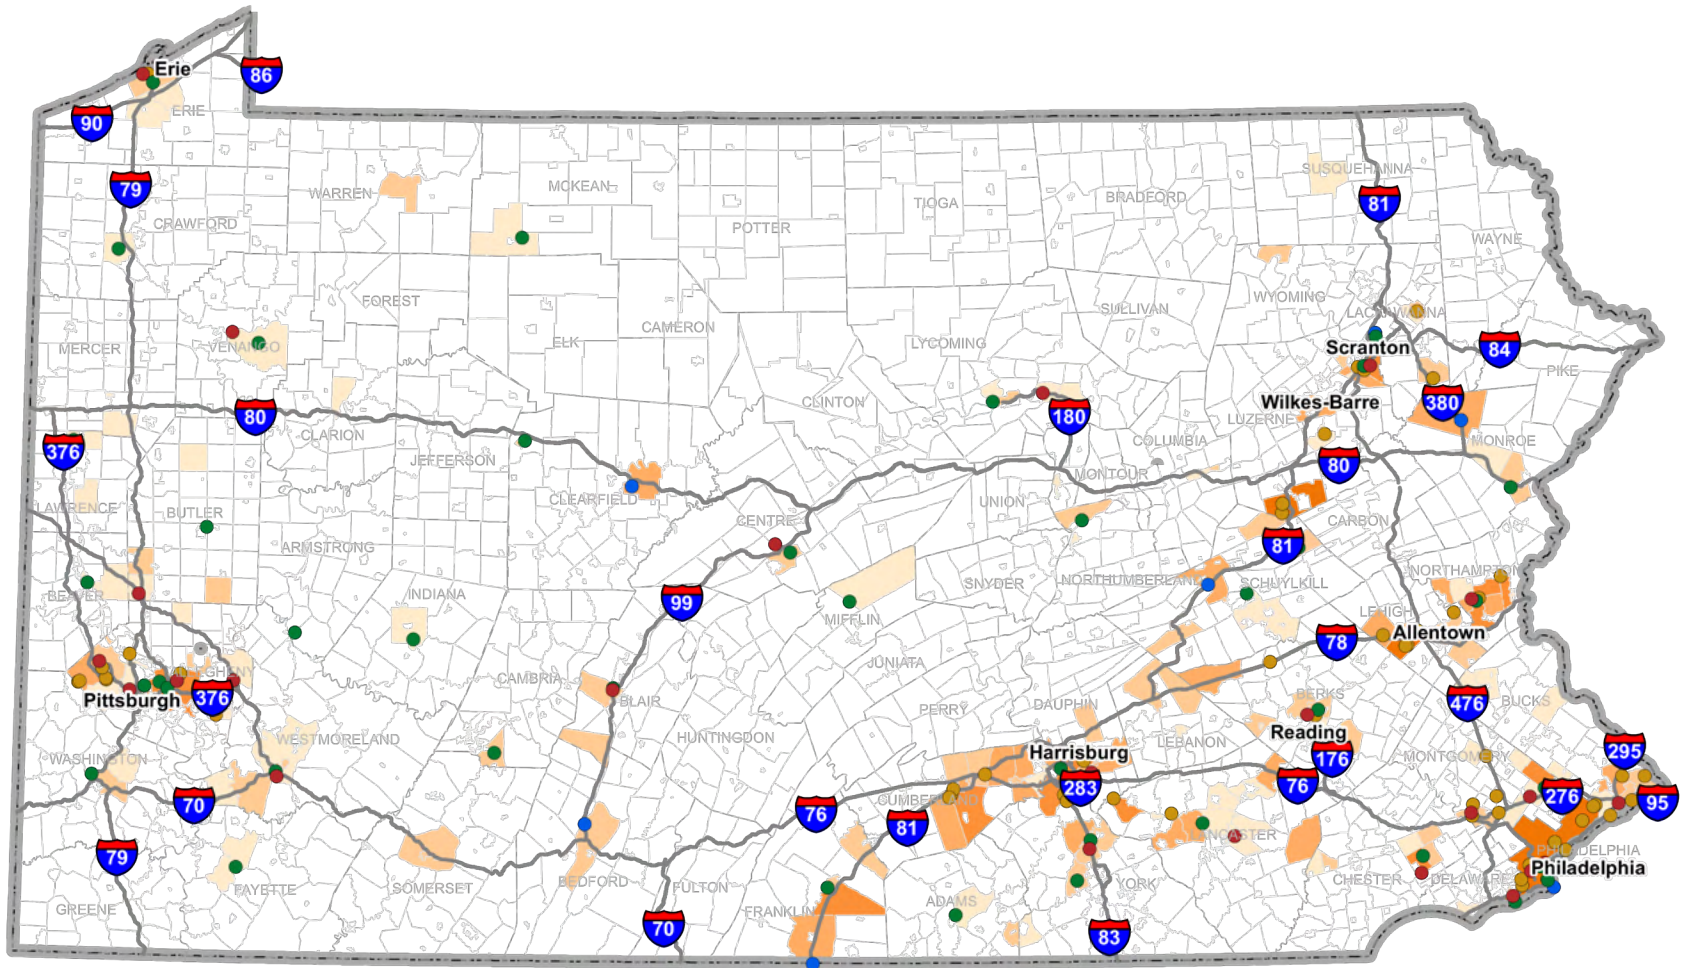 Erie
86
ERIE
90
SUSQUEHANNA
79
WARREN
MCKEAN
BRADFORD
TIOGA
81
CRAWFORD
POTTER
WAYNE
FOREST
WYOMING
SULLIVAN
LACKAWANNA
CAMERON
MERCER
VENANGO
ELK
LYCOMING
Scranton
84
PIKE
CLINTON
Wilkes-Barre
380
80
180
LUZERNE
CLARION
COLUMBIA
MONROE
376
JEFFERSON
80
MONTOUR
CLEARFIELD
UNION
LAWRENCE
BUTLER
CENTRE
CARBON
ARMSTRONG
81
NORTHAMPTON
BEAVER
INDIANA
99
SNYDER
NORTHUMBERLAND
SCHUYLKILL
MIFFLIN
LEHIGH
78
Allentown
JUNIATA
ALLEGHENY
CAMBRIA
Pittsburgh
376
BLAIR
DAUPHIN
BERKS
476
BUCKS
PERRY
Reading
WESTMORELAND
HUNTINGDON
LEBANON
Harrisburg
295
WASHINGTON
176
MONTGOMERY
70
76
CUMBERLAND
283
76
276
95
81
LANCASTER
79
PHILADELPHIA
Philadelphia
FAYETTE
SOMERSET
BEDFORD
FULTON
YORK
CHESTER
DELAWARE
GREENE
FRANKLIN
ADAMS
70
83